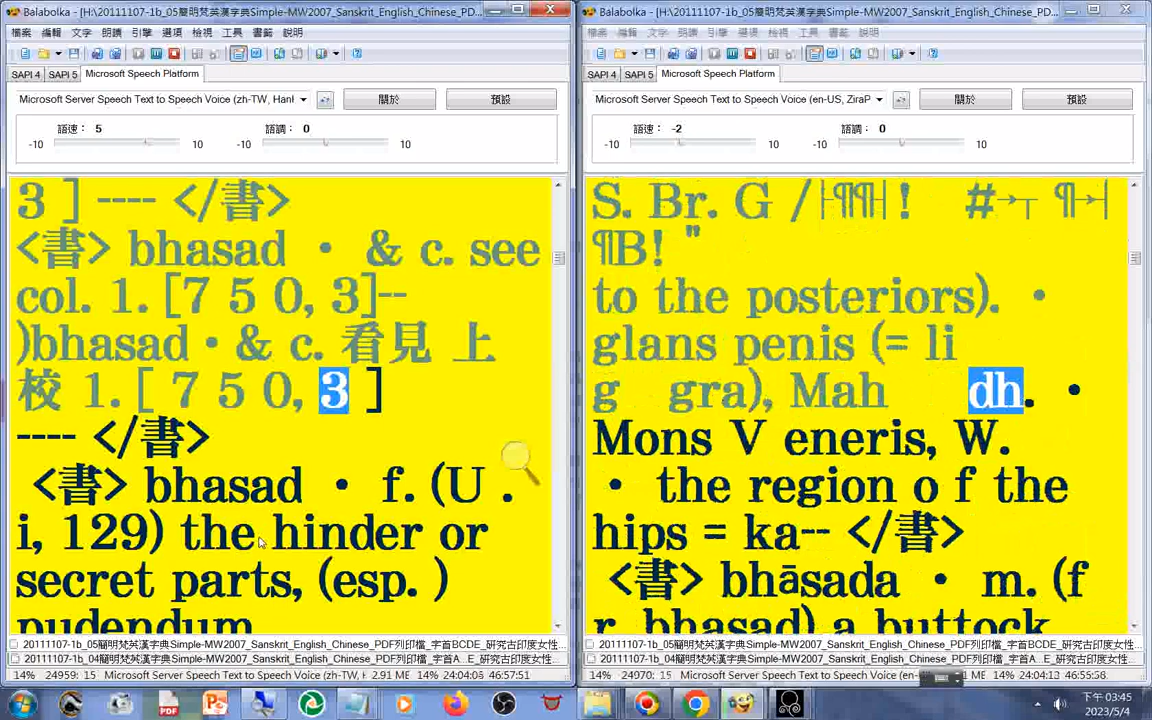 Balabolka - [H:\20111107-1b_05簡明梵英漢字典Simple-MW2007_Sanskrit_English_Chinese_PD...
檔案 編輯 文字 朗讀 引擎 選項 檢視 工具 書籤 說明
SAPI 4 SAPI 5 Microsoft Speech Platform
Microsoft Server Speech Text to Speech Voice (zh-TW, Hanl
關於
預設
語速： 5 語調： 0
-10 10 -10 10
3 ] ---- </書>
<書> bhasad • & c. see
col. 1. [7 5 0, 3]--
)bhasad • & c. 看見 上
校 1. [ 7 5 0, 3 ]
---- </書>
<書> bhasad • f. (U .
i, 129) the hinder or
secret parts, (esp. )
pudendum
20111107-1b_05簡明梵英漢字典Simple-MW2007_Sanskrit_English_Chinese_PDF列印檔_字首BCDE_研究古印度女性...
20111107-1b_04簡明梵英漢字典Simple-MW2007_Sanskrit_English_Chinese_PDF列印檔_字首A...E_研究古印度女性...
14% 24959: 15 Microsoft Server Speech Text to Speech Voice (zh-TW, H 2.91 ME 14% 24:04:05 46:57:51
Balabolka - [H:\20111107-1b_05簡明梵英漢字典Simple-MW2007_Sanskrit_English_Chinese_PD...
檔案 編輯 文字 朗讀 引擎 選項 檢視 工具 書籤 說明
SAPI 4 SAPI 5 Microsoft Speech Platform
Microsoft Server Speech Text to Speech Voice (en-US, ZiraP
關於
預設
語速： -2 語調： 0
-10 10 -10 10
S. Br. G /├¶¶┤! #→┬ ¶→┤
¶B! "
to the posteriors). •
glans penis (= li
g gra), Mah dh. •
Mons V eneris, W.
• the region o f the
hips = ka-- </書>
<書> bhāsada • m. (f
r. bhasad) a buttock
20111107-1b_05簡明梵英漢字典Simple-MW2007_Sanskrit_English_Chinese_PDF列印檔_字首BCDE_研究古印度女性...
20111107-1b_04簡明梵英漢字典Simple-MW2007_Sanskrit_English_Chinese_PDF列印檔_字首A...E_研究古印度女性...
14% 24970: 15 Microsoft Server Speech Text to Speech Voice (en-US 2.91 ME 14% 24:04:13 46:55:58
PDF
下午 03:45
2023/5/4